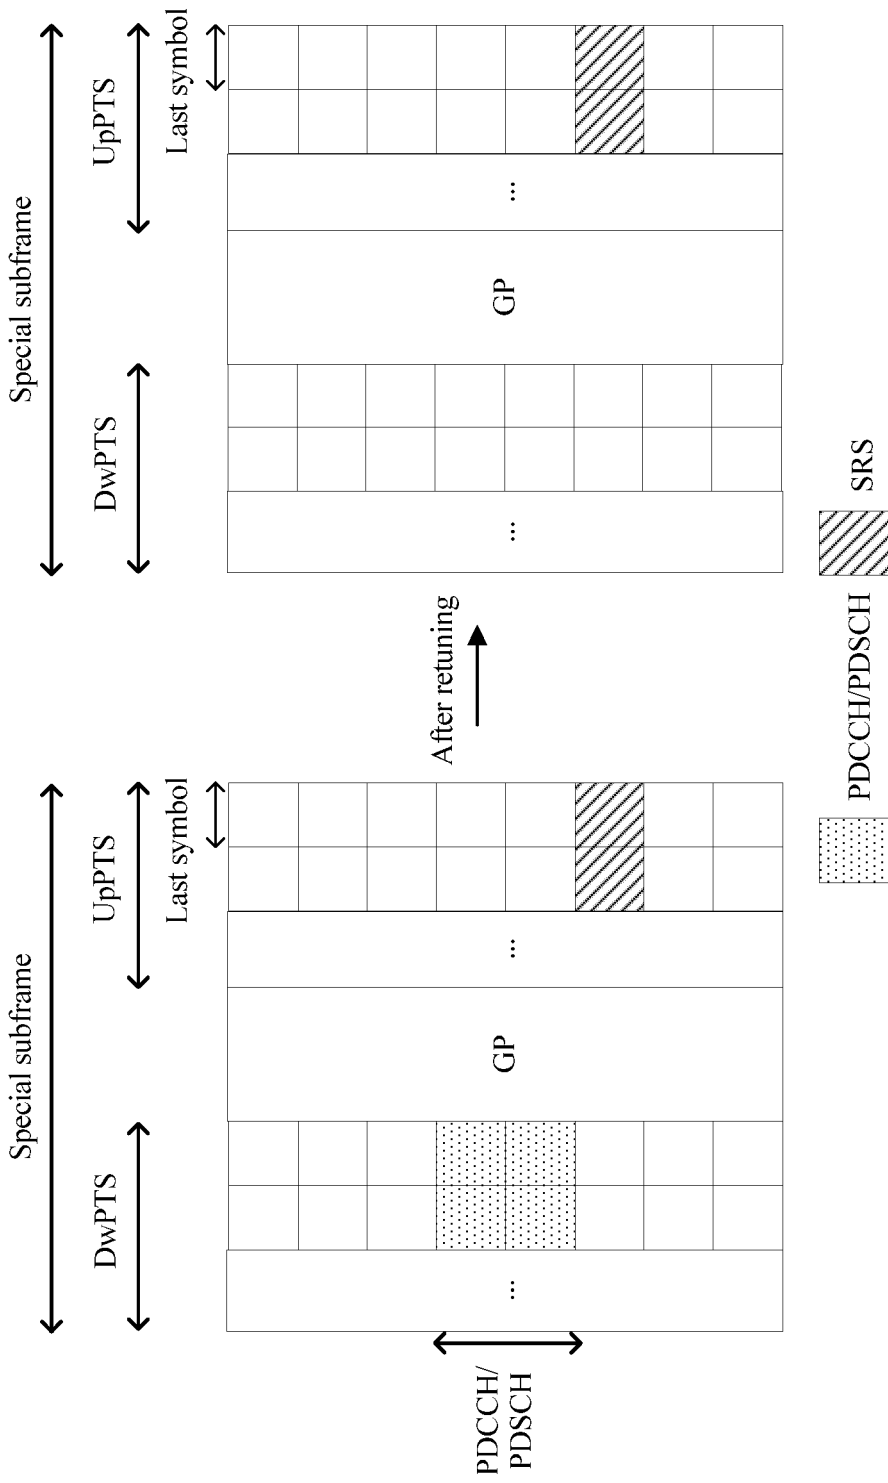 Special subframe
DwPTS
UpPTS
Last symbol
PDCCH/
PDSCH
...
GP
...
After retuning
Special subframe
DwPTS
UpPTS
Last symbol
...
GP
...
PDCCH/PDSCH
SRS